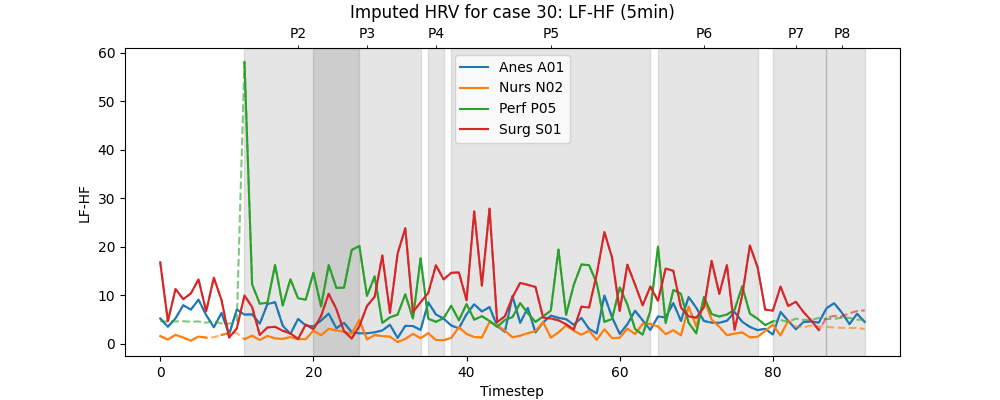 Imputed HRV for case 30: LF-HF (5min)
P2 P3 P4 P5 P6 P7 P8
60
50
40
30
20
10
0
LF-HF
Anes A01
Nurs N02
Perf P05
Surg S01
0 20 40 60 80
Timestep